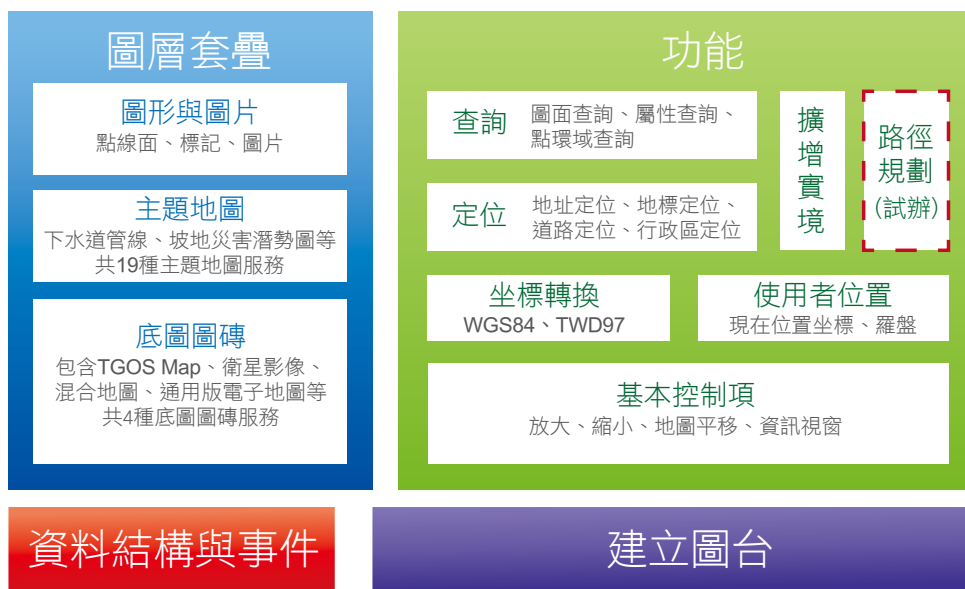 圖層套疊
圖形與圖片
點線面、標記、圖片
主題地圖
下水道管線、坡地災害潛勢圖等
共19種主題地圖服務
底圖圖磚
包含TGOS Map、衛星影像、
混合地圖、通用版電子地圖等
共4種底圖圖磚服務
功能
查詢
圖面查詢、屬性查詢、
點環域查詢
定位
地址定位、地標定位、
道路定位、行政區定位
擴增實境
路徑
規劃
(試辦)
坐標轉換
WGS84、TWD97
使用者位置
現在位置坐標、羅盤
基本控制項
放大、縮小、地圖平移、資訊視窗
資料結構與事件
建立圖台